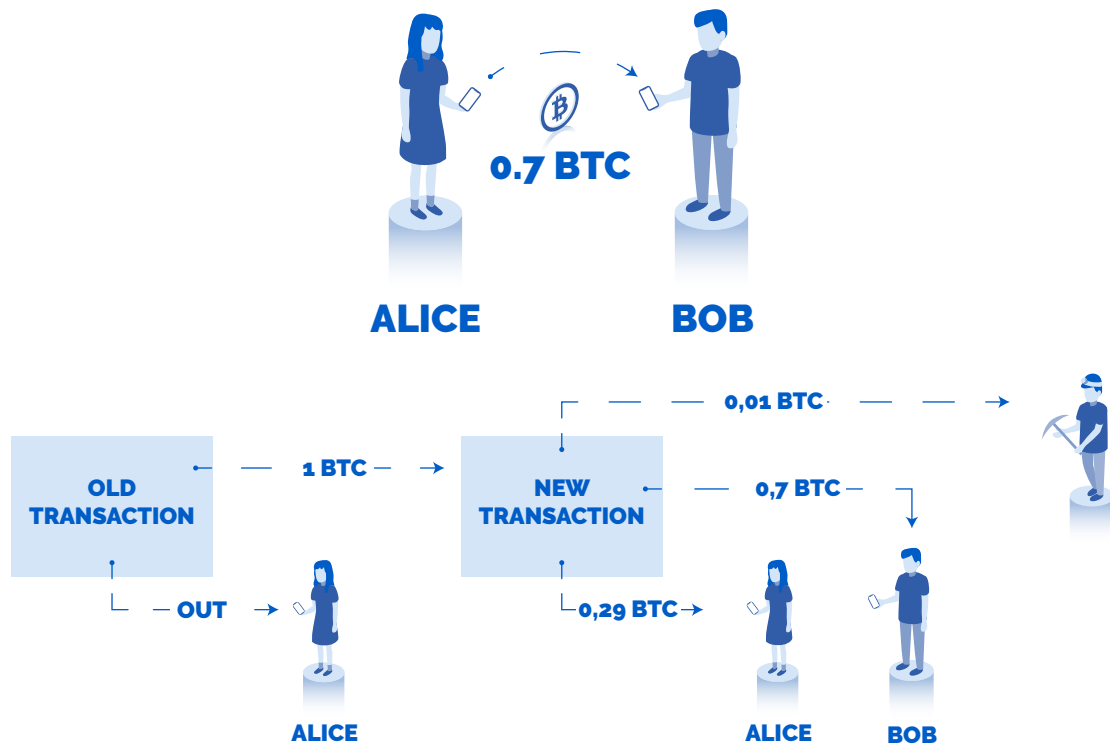 0.7 BTC
ALICE
BOB
0,01 BTC
1 BTC
OLD
TRANSACTION
NEW
TRANSACTION
0,7 BTC
OUT
0,29 BTC
ALICE
ALICE
BOB